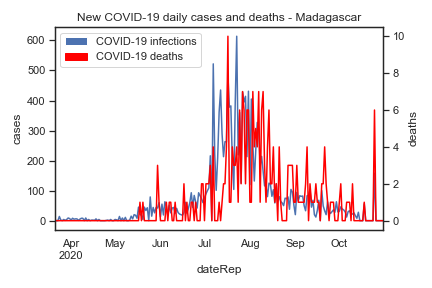 New COVID-19 daily cases and deaths - Madagascar
COVID-19 infections
COVID-19 deaths
600
500
400
300
200
100
0
cases
10
8
6
4
2
0
deaths
Apr May Jun Jul Aug Sep Oct
2020
dateRep